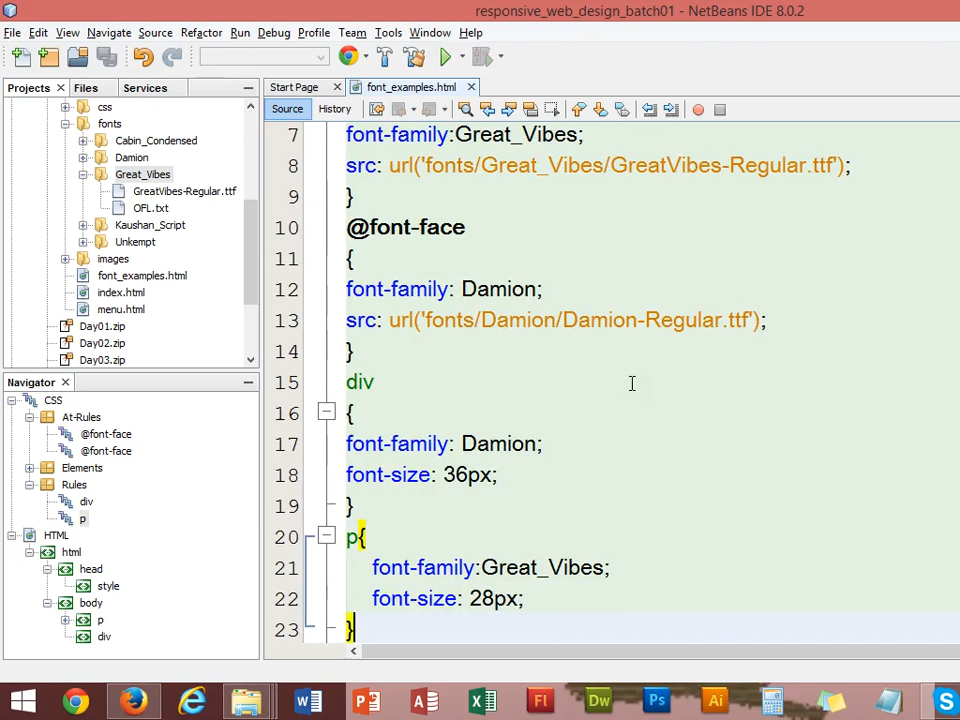 responsive_web_design_batch01 - NetBeans IDE 8.0.2
File Edit View Navigate Source Refactor Run Debug Profile Team Tools Window Help
Projects Files Services
Start Page font_examples.html
Source History
css
fonts
Cabin_Condensed
Damion
Great_Vibes
GreatVibes-Regular.ttf
OFL.txt
Kaushan_Script
Unkempt
images
font_examples.html
index.html
menu.html
Day01.zip
Day02.zip
Day03.zip
Navigator
CSS
At-Rules
@font-face
@font-face
Elements
Rules
div
p
HTML
html
head
style
body
p
div
7 font-family:Great_Vibes;
8 src: url('fonts/Great_Vibes/GreatVibes-Regular.ttf');
9 }
10 @font-face
11 {
12 font-family: Damion;
13 src: url('fonts/Damion/Damion-Regular.ttf');
14 }
15 div
16 {
17 font-family: Damion;
18 font-size: 36px;
19 }
20 p{
21 font-family:Great_Vibes;
22 font-size: 28px;
23 }